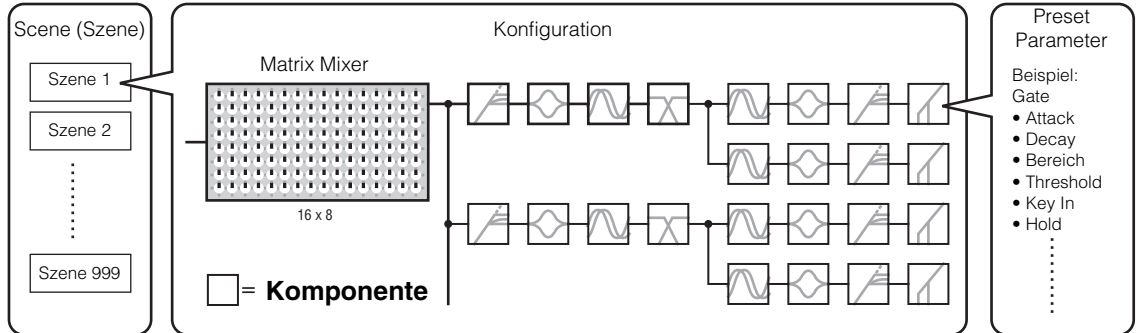 Scene (Szene)
Szene 1
Szene 2
Szene 999
Konfiguration
Matrix Mixer
16 x 8
= Komponente
Preset
Parameter
Beispiel:
Gate
• Attack
• Decay
• Bereich
• Threshold
• Key In
• Hold